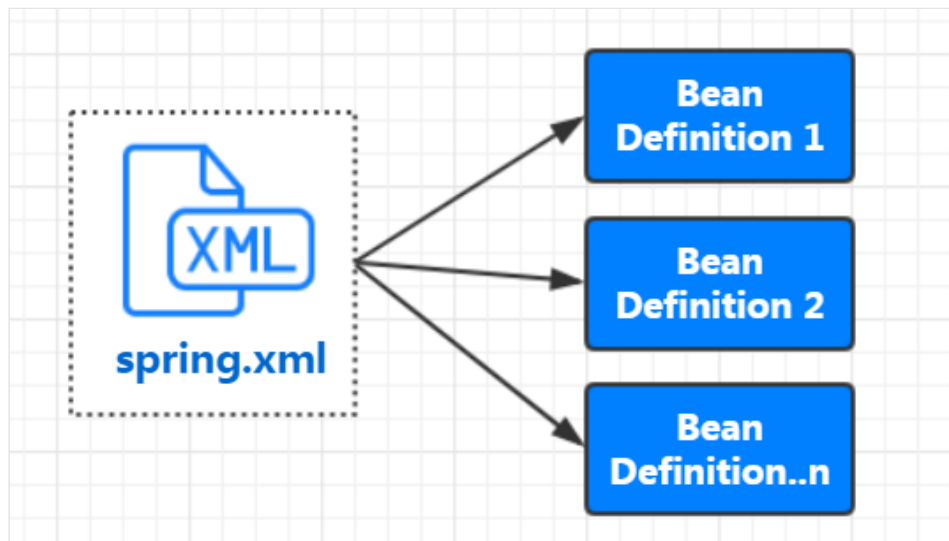 XML
spring.xml
Bean
Definition 1
Bean
Definition 2
Bean
Definition..n